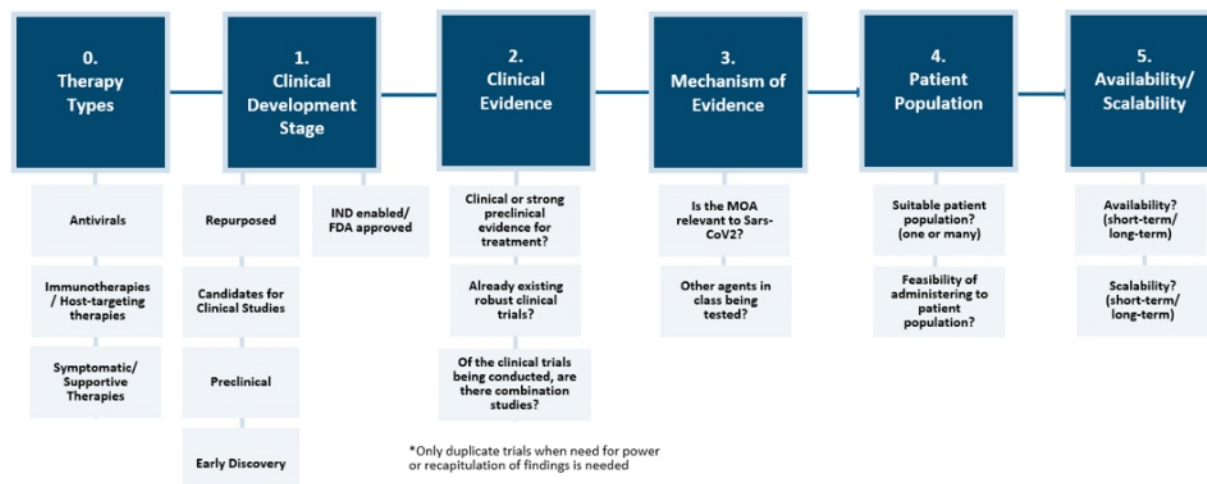 0.
Therapy
Types
1.
Clinical
Development
Stage
2.
Clinical
Evidence
3.
Mechanism of
Evidence
4.
Patient
Population
5.
Availability/
Scalability
Antivirals
Immunotherapies
/ Host-targeting
therapies
Symptomatic/
Supportive
Therapies
Repurposed
Candidates for
Clinical Studies
Preclinical
Early Discovery
IND enabled/
FDA approved
Clinical or strong
preclinical
evidence for
treatment?
Already existing
robust clinical
trials?
Of the clinical trials
being conducted, are
there combination
studies?
Is the MOA
relevant to Sars-
CoV2?
Other agents in
class being
tested?
Suitable patient
population?
(one or many)
Feasibility of
administering to
patient
population?
Availability?
(short-term/
long-term)
Scalability?
(short-term/
long-term)
*Only duplicate trials when need for power
or recapitulation of findings is needed